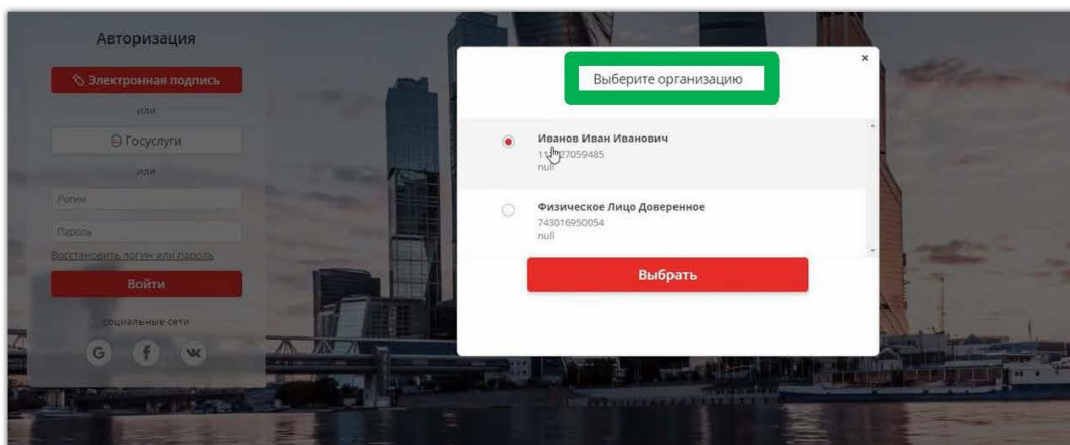 Авторизация
Электронная подпись
или
Госуслуги
или
Логин
Пароль
Восстановить логин или пароль
Войти
социальные сети
G f
×
Выберите организацию
Иванов Иван Иванович
null
Физическое Лицо Доверенное
743016950054
null
Выбрать